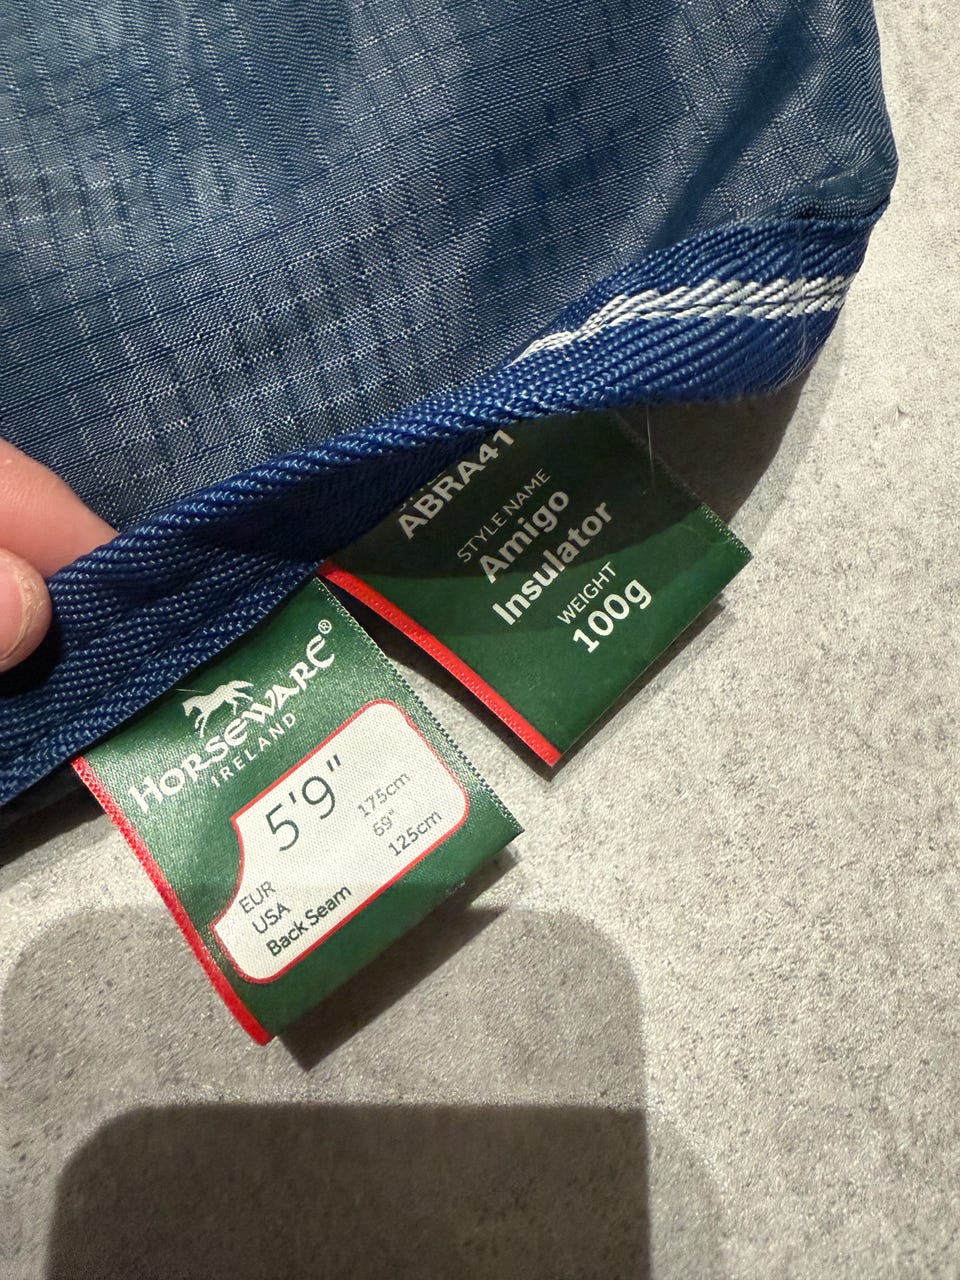 ABRA41
STYLE NAME
Amigo
Insulator
WEIGHT
100g
HORSEWARE®
IRELAND
5'9"
EUR 175cm
USA 69"
Back Seam 125cm